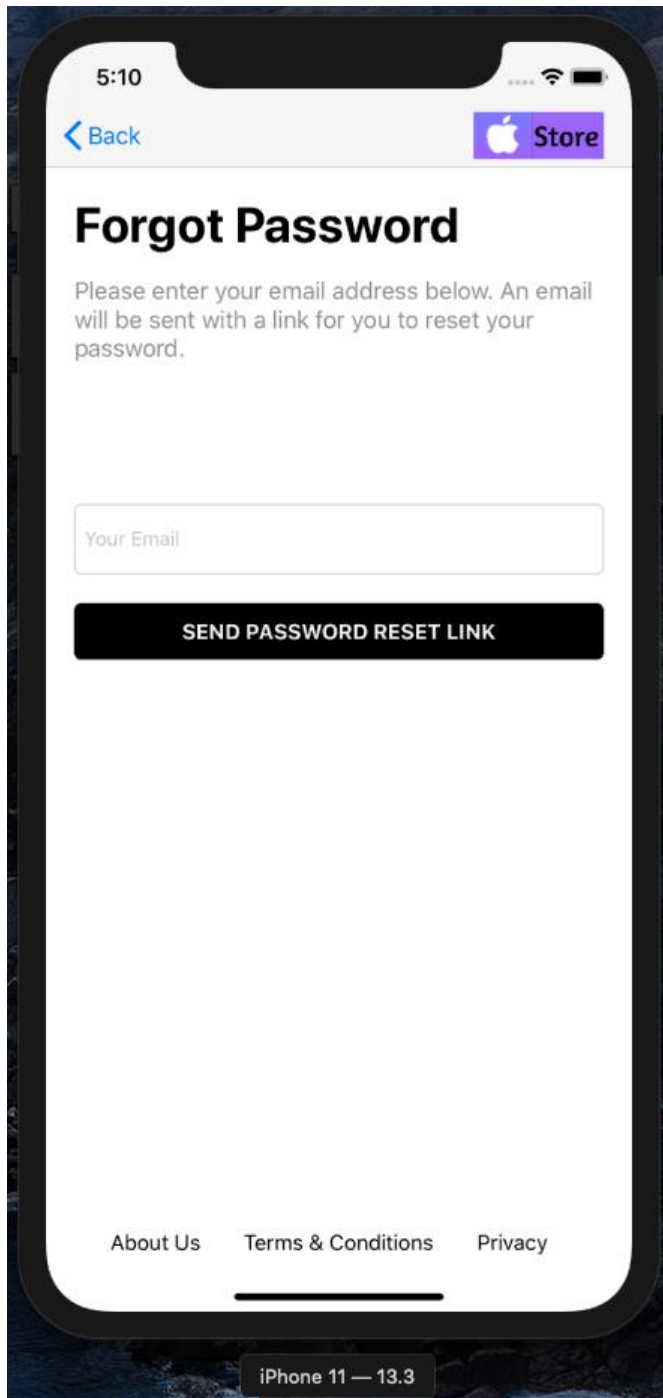 5:10
Back
Store
Forgot Password
Please enter your email address below. An email
will be sent with a link for you to reset your
password.
Your Email
SEND PASSWORD RESET LINK
About Us Terms & Conditions Privacy
iPhone 11 — 13.3